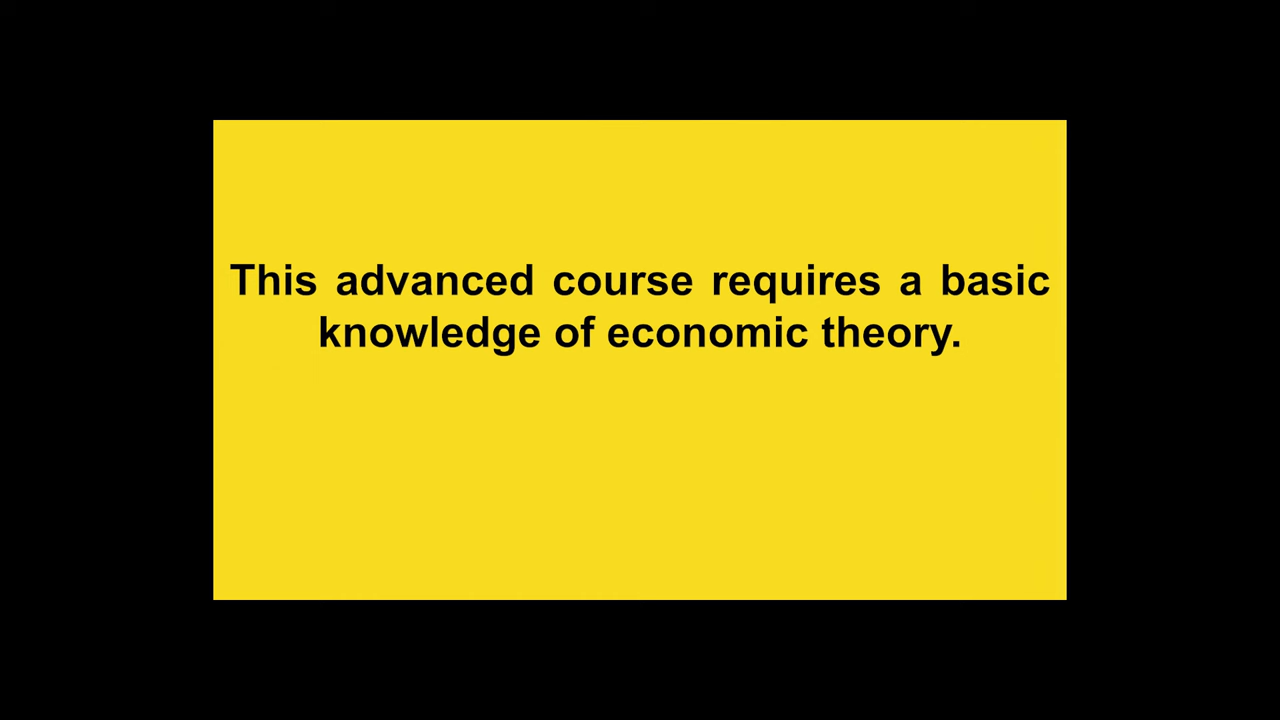 This advanced course requires a basic
knowledge of economic theory.